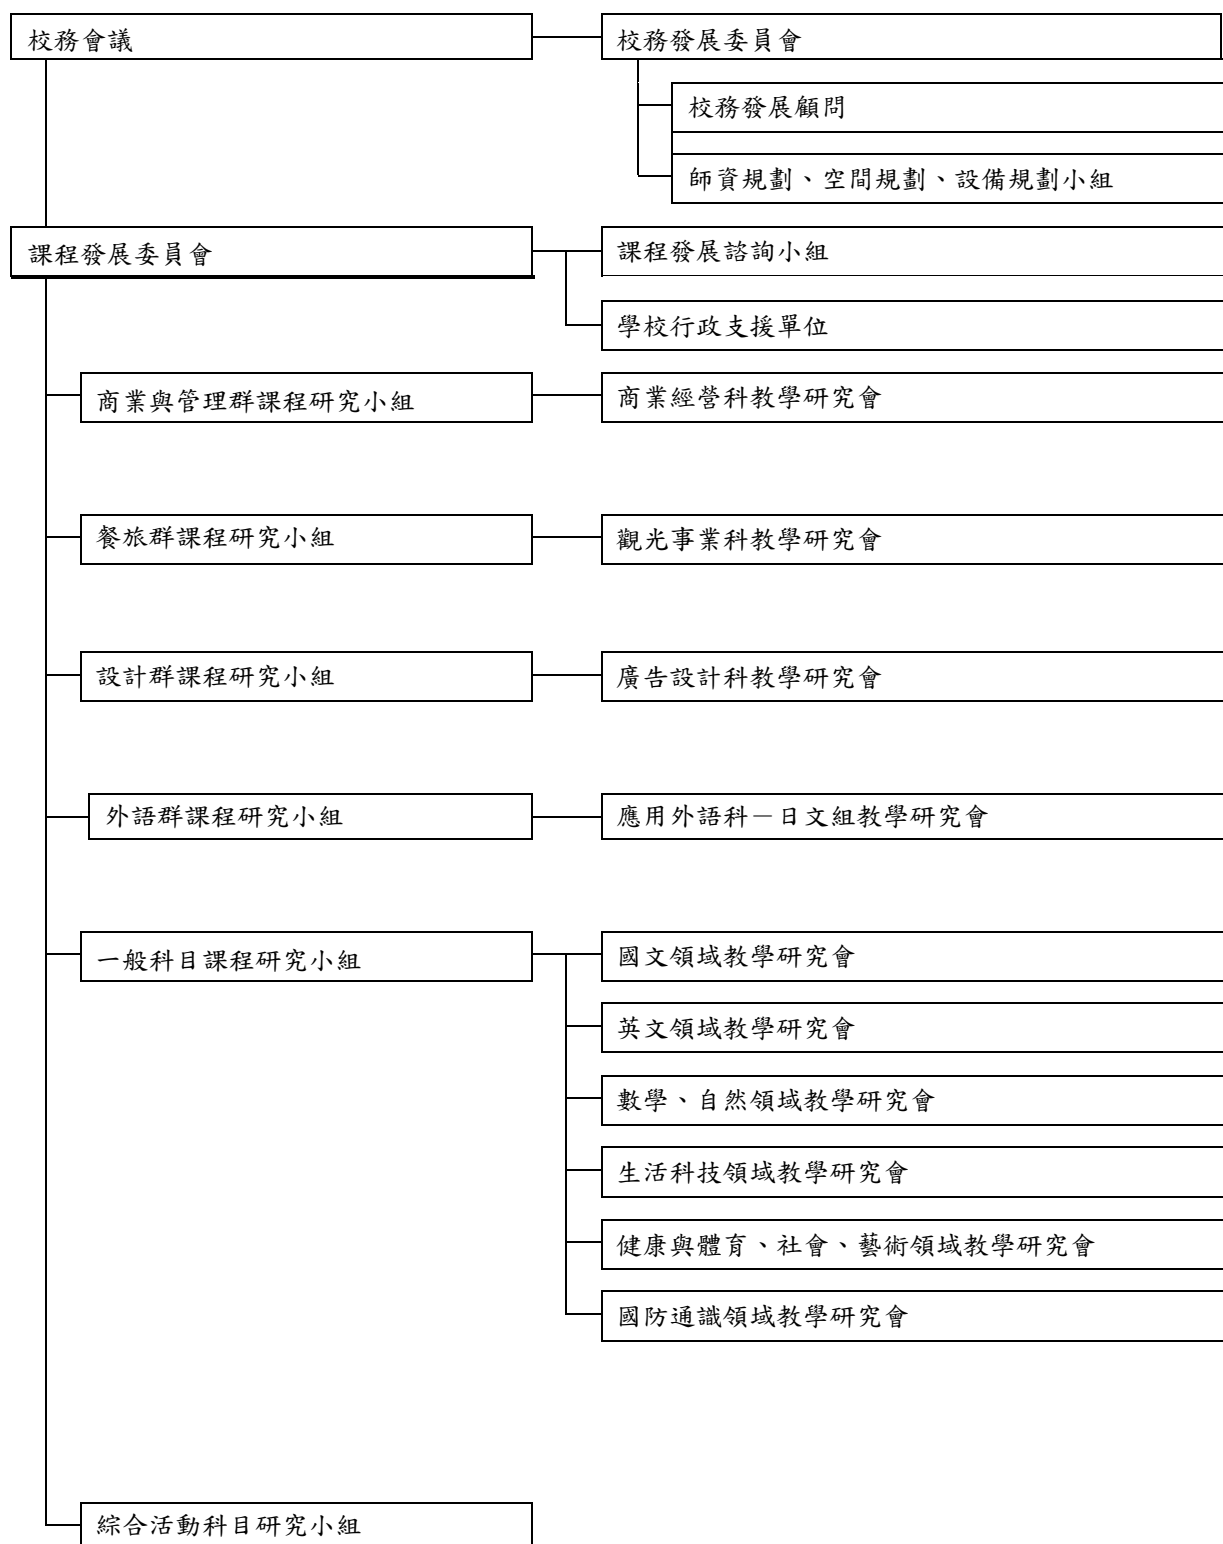 校務會議
校務發展委員會
校務發展顧問
師資規劃、空間規劃、設備規劃小組
課程發展委員會
課程發展諮詢小組
學校行政支援單位
商業與管理群課程研究小組
商業經營科教學研究會
餐旅群課程研究小組
觀光事業科教學研究會
設計群課程研究小組
廣告設計科教學研究會
外語群課程研究小組
應用外語科－日文組教學研究會
一般科目課程研究小組
國文領域教學研究會
英文領域教學研究會
數學、自然領域教學研究會
生活科技領域教學研究會
健康與體育、社會、藝術領域教學研究會
國防通識領域教學研究會
綜合活動科目研究小組